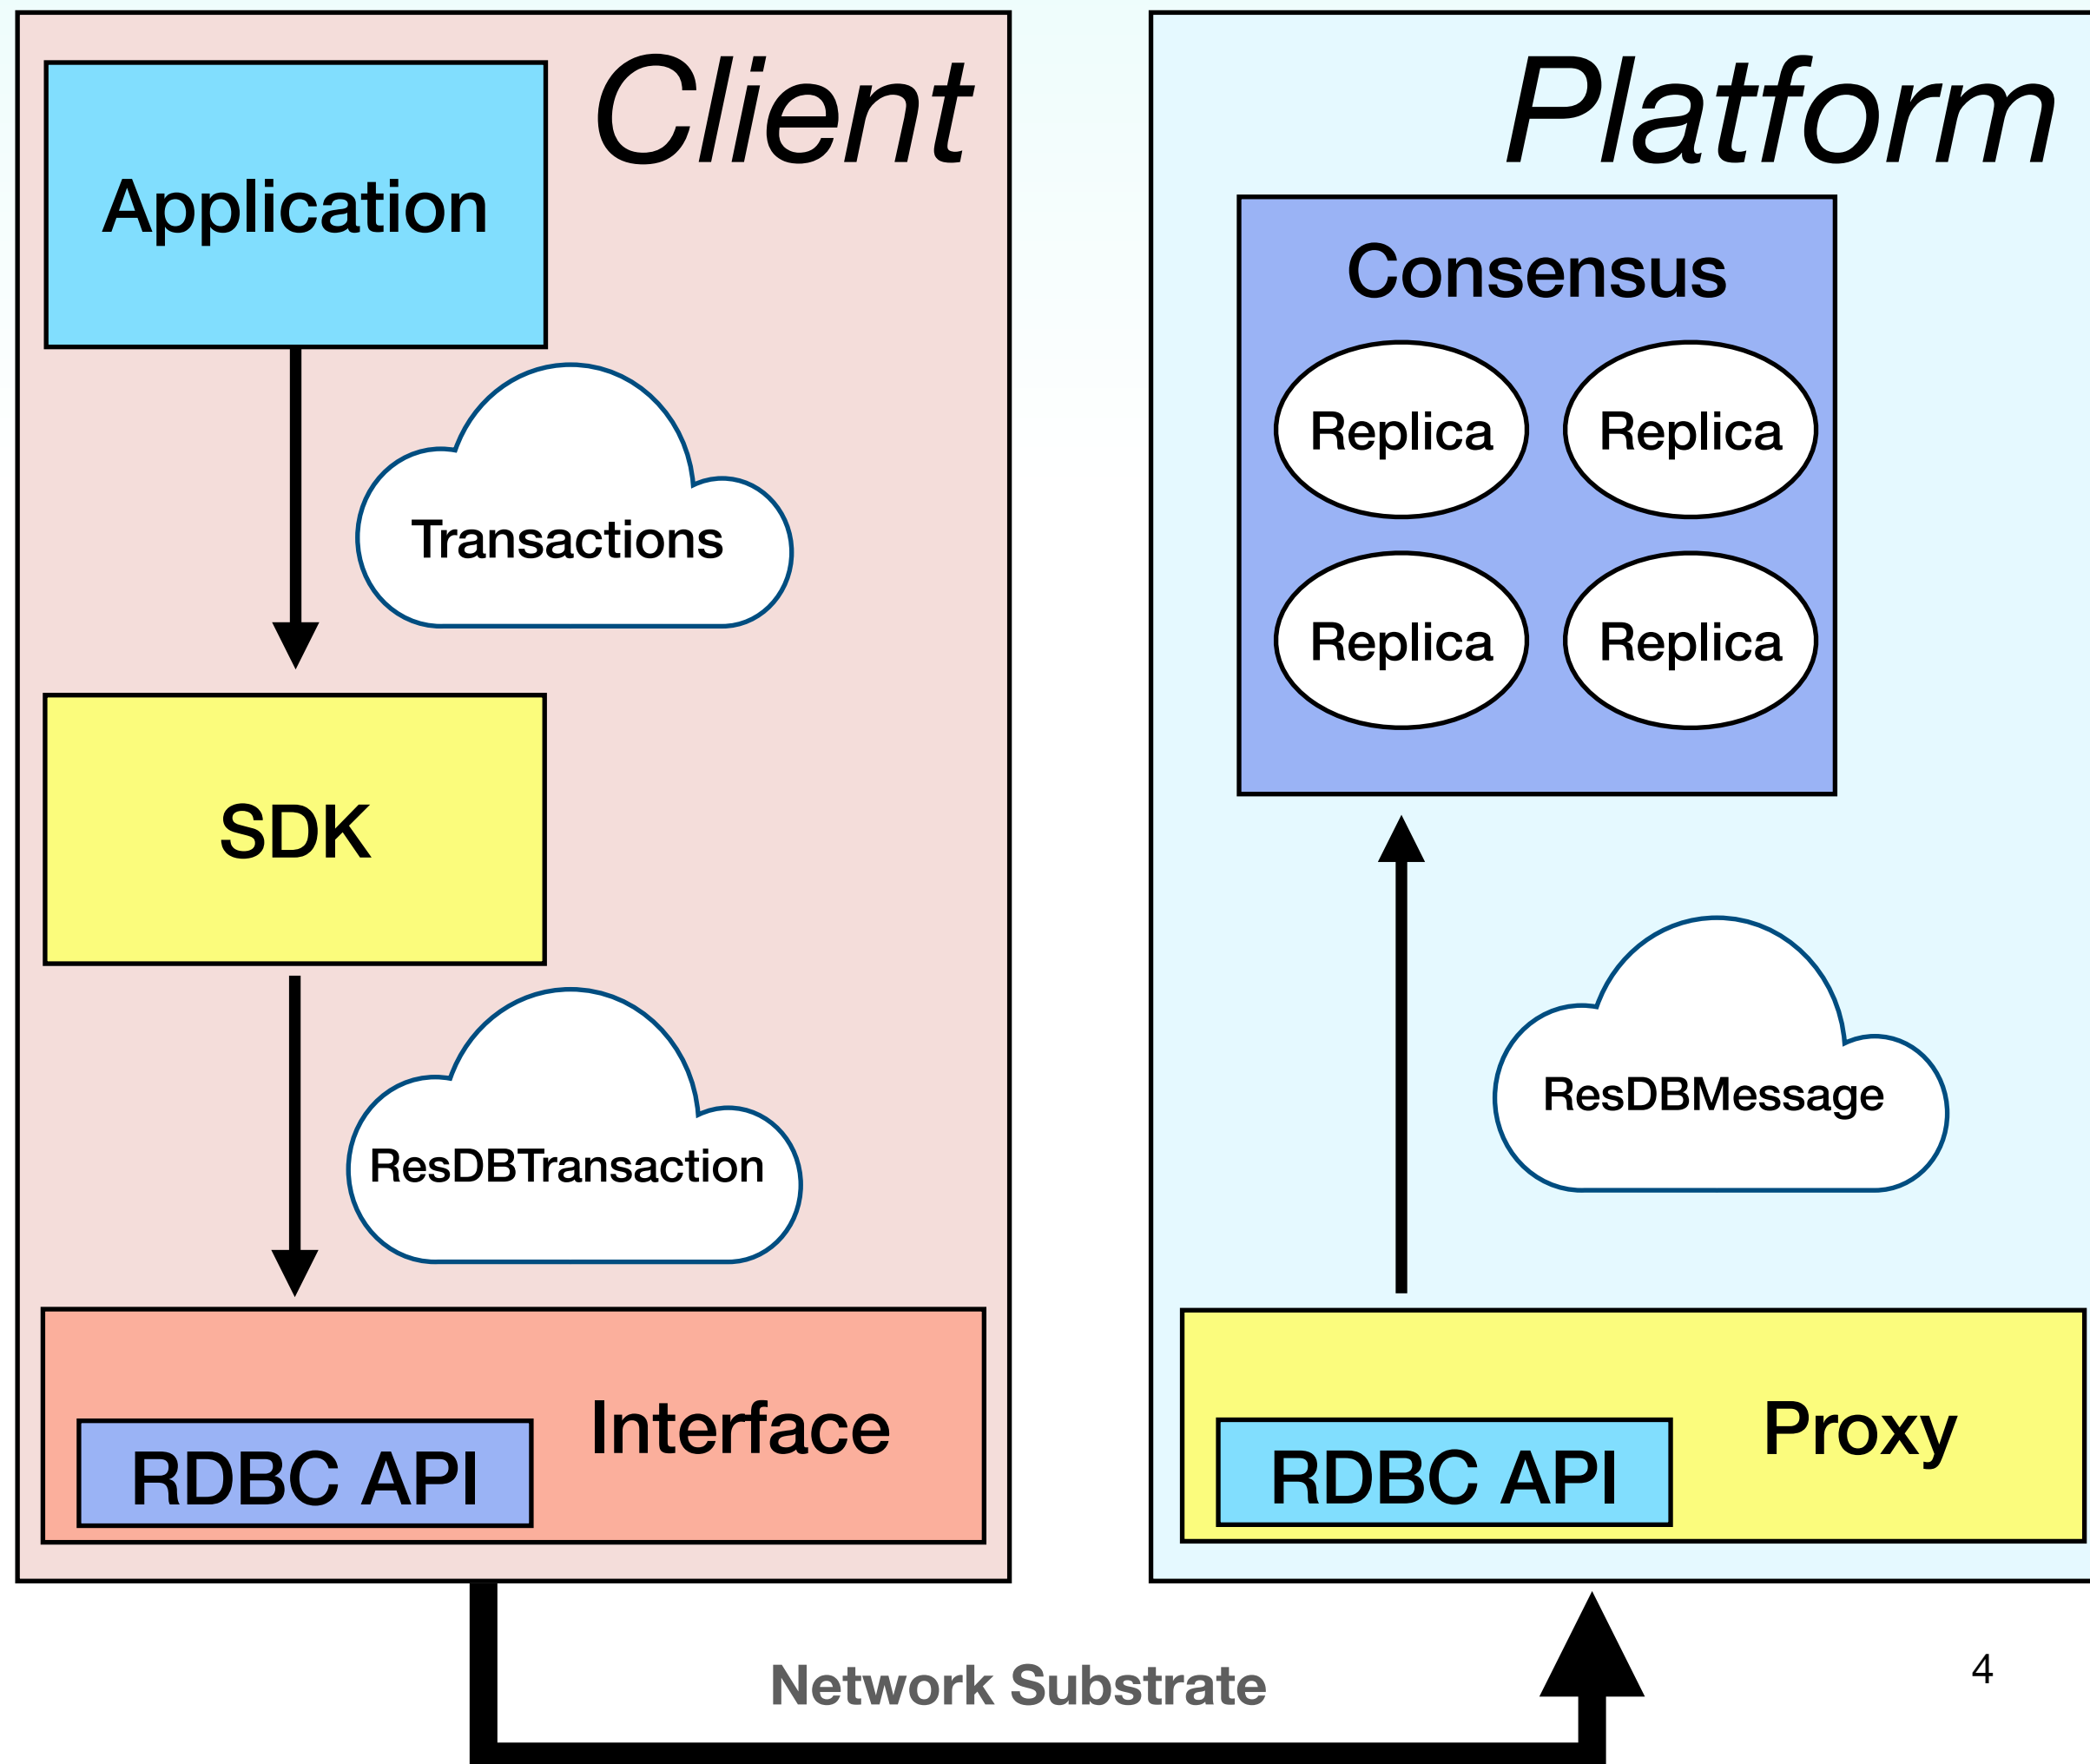 Client
Application
Transactions
SDK
ResDBTransaction
Interface
RDBC API
Platform
Consensus
Replica
Replica
Replica
Replica
ResDBMessage
Proxy
RDBC API
Network Substrate
4